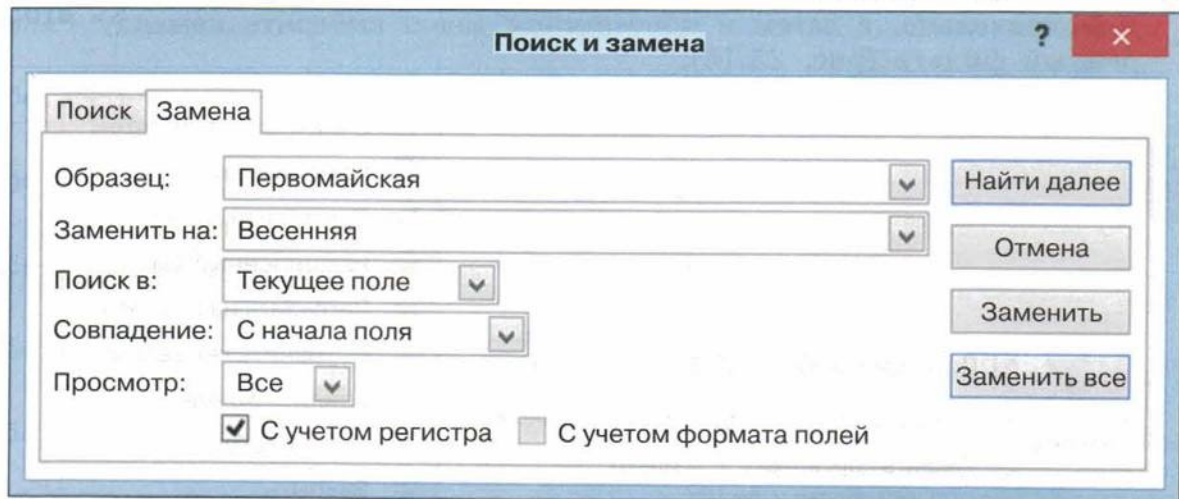 Поиск и замена
?
Поиск Замена
Образец: Первомайская Найти далее
Заменить на: Весенняя Отмена
Поиск в: Текущее поле
Совпадение: С начала поля Заменить
Просмотр: Все Заменить все
С учетом регистра С учетом формата полей